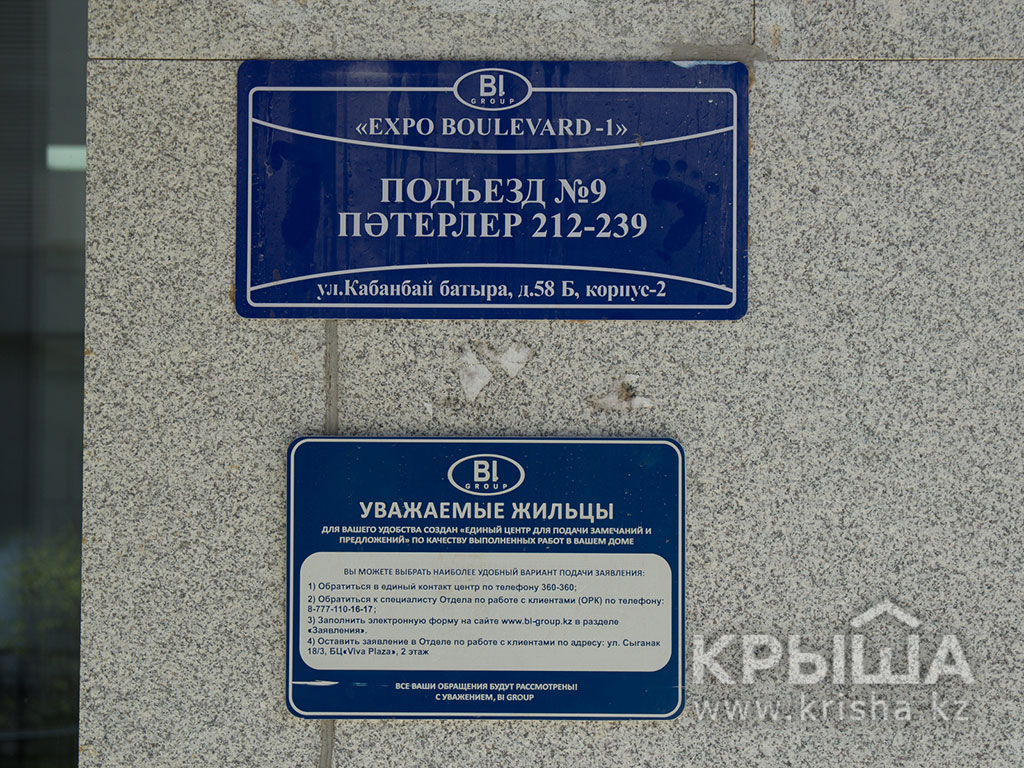 BI
GROUP
«EXPO BOULEVARD -1»
ПОДЪЕЗД №9
ПӘТЕРЛЕР 212-239
ул.Кабанбай батыра, д.58 Б, корпус-2
BI
GROUP
УВАЖАЕМЫЕ ЖИЛЬЦЫ
ДЛЯ ВАШЕГО УДОБСТВА СОЗДАН «ЕДИНЫЙ ЦЕНТР ДЛЯ ПОДАЧИ ЗАМЕЧАНИЙ И
ПРЕДЛОЖЕНИЙ» ПО КАЧЕСТВУ ВЫПОЛНЕННЫХ РАБОТ В ВАШЕМ ДОМЕ
ВЫ МОЖЕТЕ ВЫБРАТЬ НАИБОЛЕЕ УДОБНЫЙ ВАРИАНТ ПОДАЧИ ЗАЯВЛЕНИЯ:
1) Обратиться в единый контакт центр по телефону 360-360;
2) Обратиться к специалисту Отдела по работе с клиентами (ОРК) по телефону:
8-777-110-16-17;
3) Заполнить электронную форму на сайте www.bi-group.kz в разделе
«Заявления».
4) Оставить заявление в Отделе по работе с клиентами по адресу: ул. Сыганак
18/3, БЦ«Viva Plaza», 2 этаж
ВСЕ ВАШИ ОБРАЩЕНИЯ БУДУТ РАССМОТРЕНЫ!
С УВАЖЕНИЕМ, BI GROUP
КРЫША
www.krisha.kz